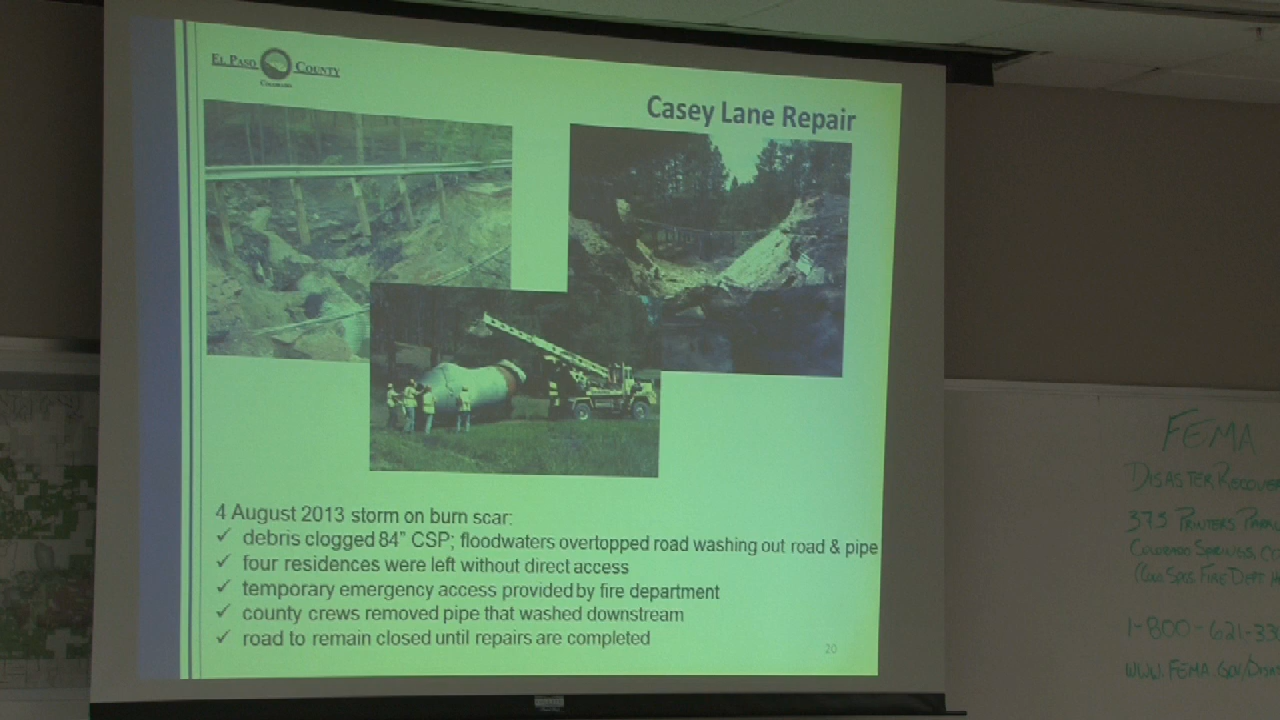 EL PASO COUNTY
COLORADO
Casey Lane Repair
4 August 2013 storm on burn scar:
✓ debris clogged 84" CSP; floodwaters overtopped road washing out road & pipe
✓ four residences were left without direct access
✓ temporary emergency access provided by fire department
✓ county crews removed pipe that washed downstream
✓ road to remain closed until repairs are completed
20
FEMA
DISASTER RECOVER
375 PRINTERS PARK
COLORADO SPRINGS, CO
(COLO SPGS FIRE DEPT
1-800-621-33
WWW.FEMA.GOV/DISA